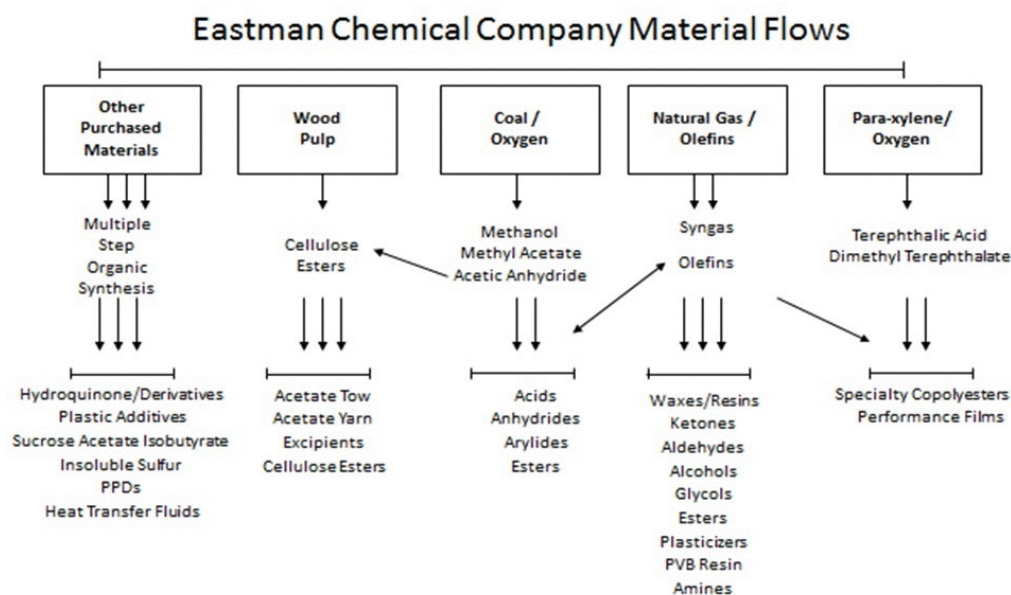 Eastman Chemical Company Material Flows
Other
Purchased
Materials
Wood
Pulp
Coal /
Oxygen
Natural Gas /
Olefins
Para-xylene/
Oxygen
Multiple
Step
Organic
Synthesis
Cellulose
Esters
Methanol
Methyl Acetate
Acetic Anhydride
Syngas
Olefins
Terephthalic Acid
Dimethyl Terephthalate
Hydroquinone/Derivatives
Plastic Additives
Sucrose Acetate Isobutyrate
Insoluble Sulfur
PPDs
Heat Transfer Fluids
Acetate Tow
Acetate Yarn
Excipients
Cellulose Esters
Acids
Anhydrides
Arylides
Esters
Waxes/Resins
Ketones
Aldehydes
Alcohols
Glycols
Esters
Plasticizers
PVB Resin
Amines
Specialty Copolyesters
Performance Films